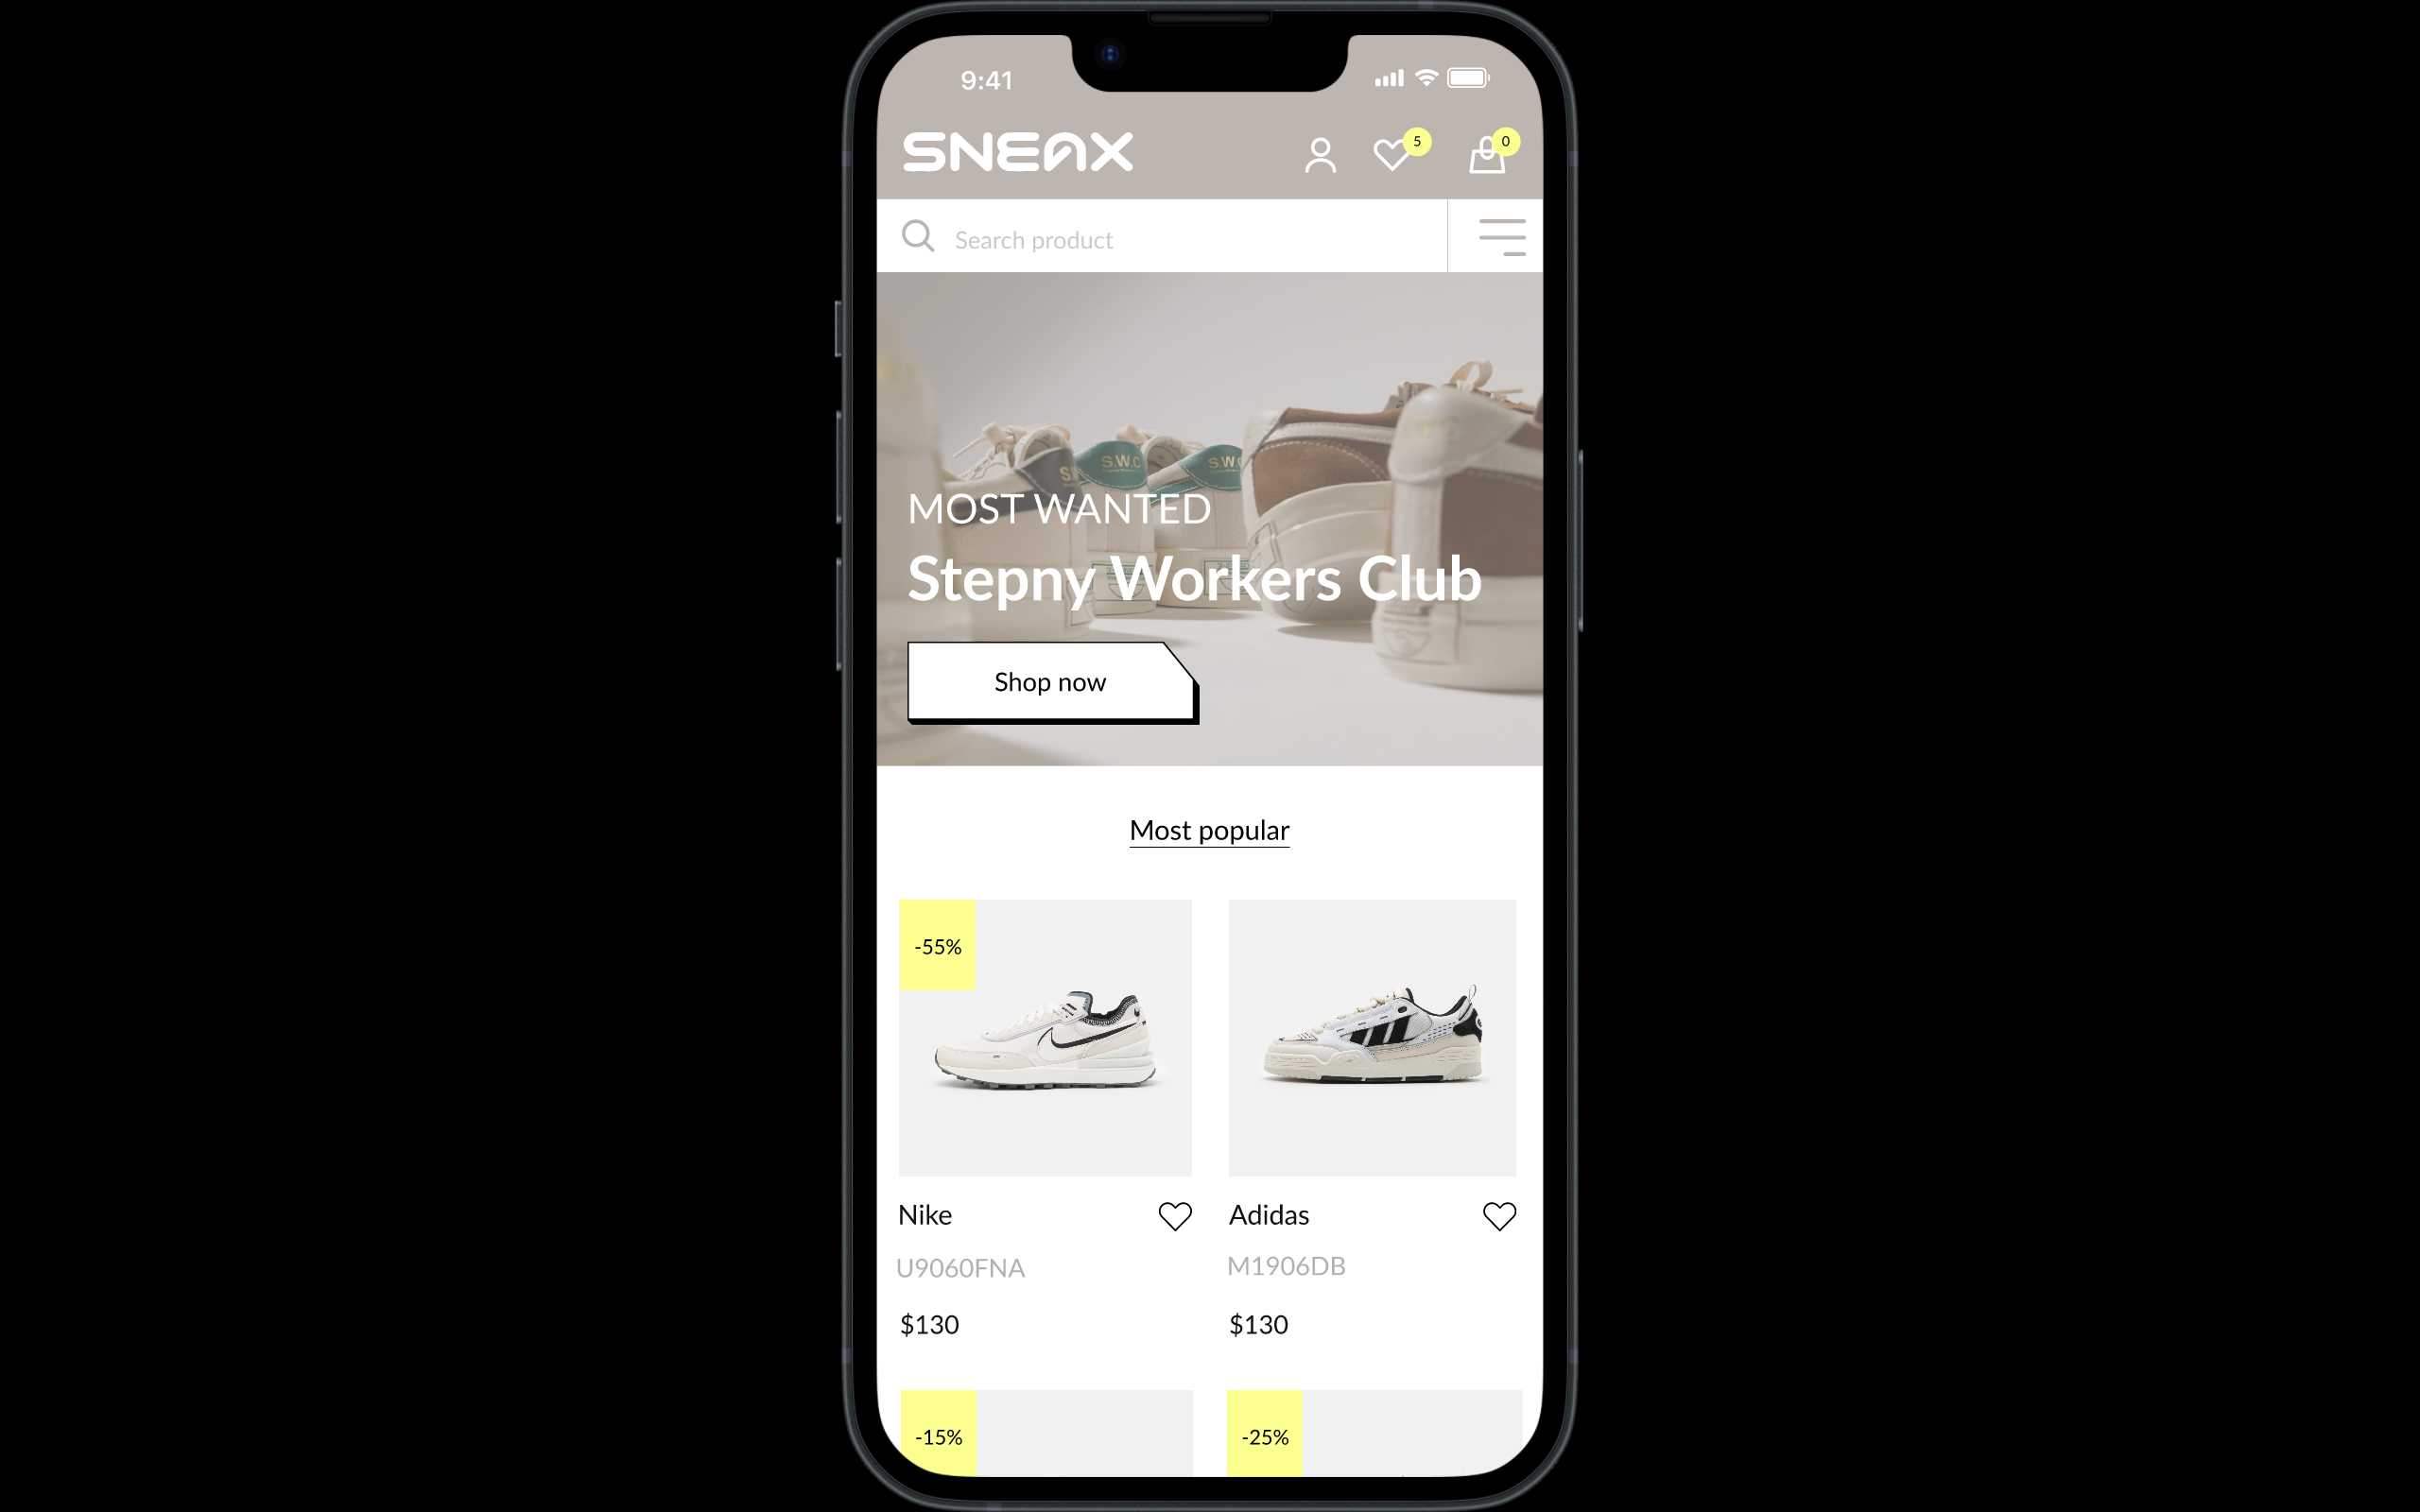 9:41
SNEAX
5
0
Search product
S.W.C
S.W.C
MOST WANTED
Stepny Workers Club
Shop now
Most popular
-55%
Nike
Adidas
U9060FNA
M1906DB
$130
$130
-15%
-25%